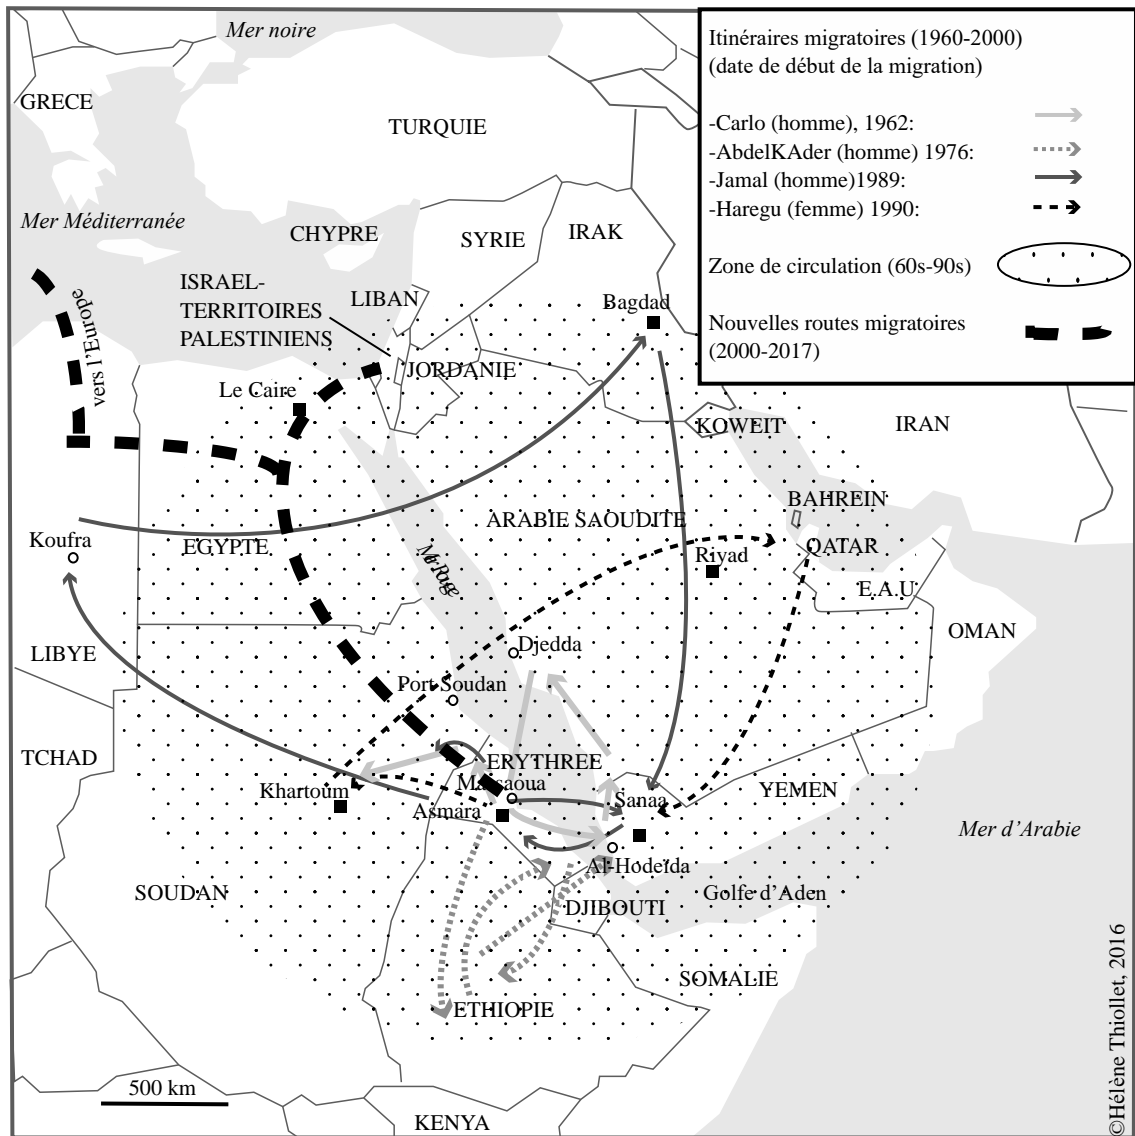 Mer noire
Itinéraires migratoires (1960-2000)
(date de début de la migration)
-Carlo (homme), 1962:
-AbdelKAder (homme) 1976:
-Jamal (homme)1989:
-Haregu (femme) 1990:
Zone de circulation (60s-90s)
Nouvelles routes migratoires
(2000-2017)
GRECE
TURQUIE
Mer Méditerranée
CHYPRE
SYRIE
IRAK
ISRAEL-
TERRITOIRES
PALESTINIENS
LIBAN
Bagdad
vers l'Europe
JORDANIE
Le Caire
KOWEIT
IRAN
BAHREIN
ARABIE SAOUDITE
Koufra
EGYPTE
QATAR
Riyad
E.A.U
OMAN
LIBYE
Djedda
Port Soudan
TCHAD
ERYTHREE
Massaoua
Khartoum
Asmara
Sanaa
YEMEN
Mer d'Arabie
Al-Hodeïda
SOUDAN
Golfe d'Aden
DJIBOUTI
SOMALIE
ETHIOPIE
500 km
KENYA
©Hélène Thiollet, 2016